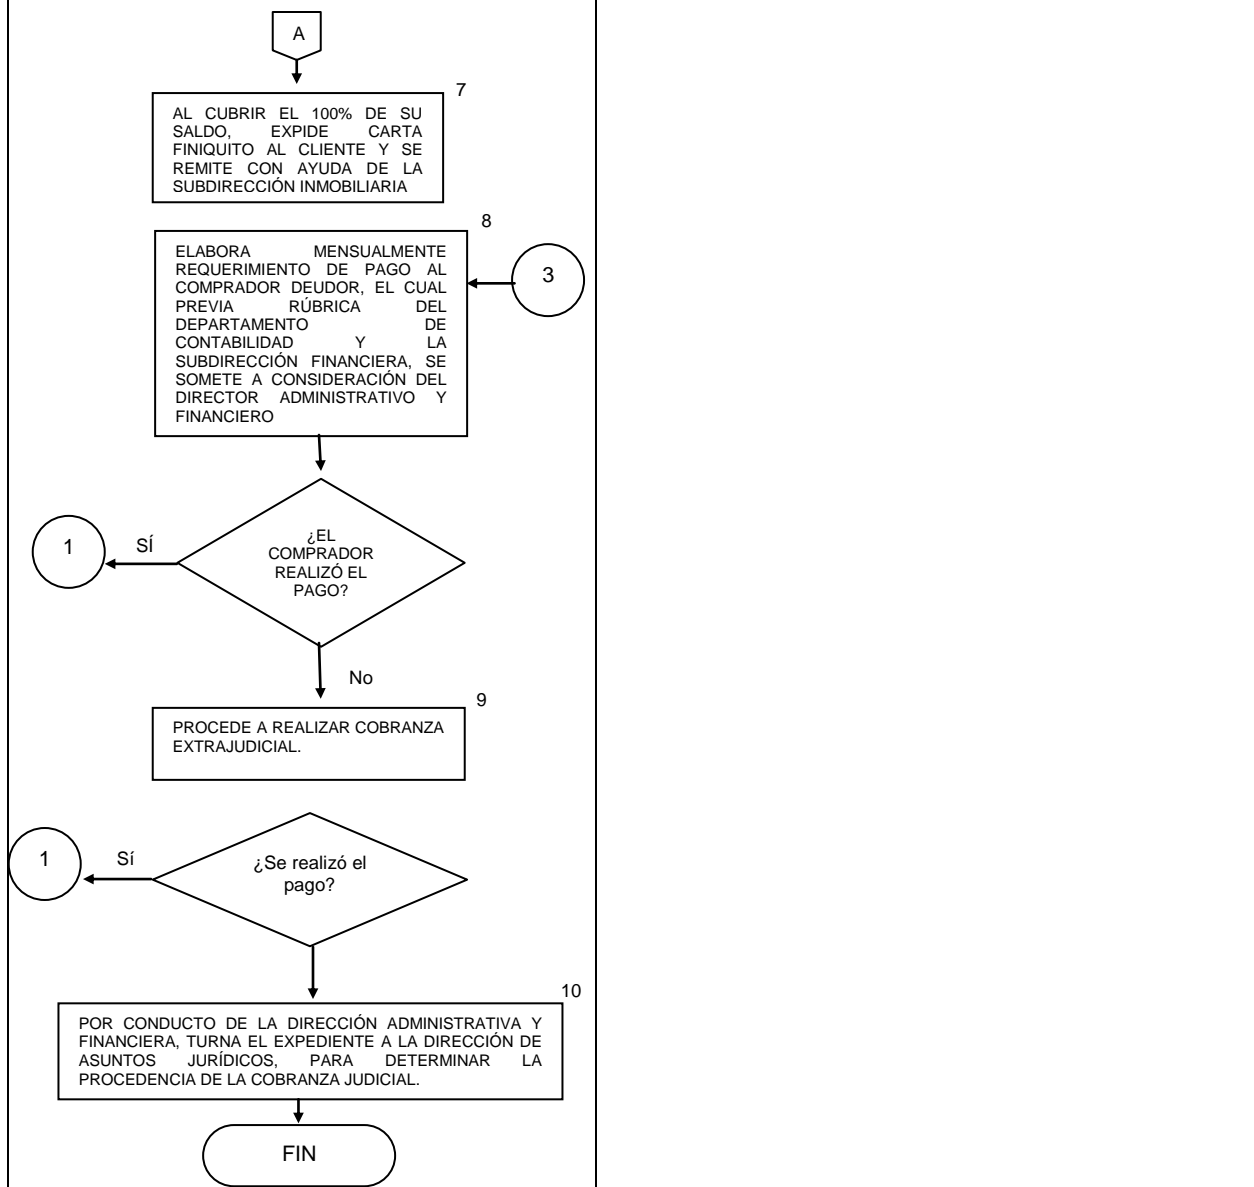 A
7
AL CUBRIR EL 100% DE SU
SALDO, EXPIDE CARTA
FINIQUITO AL CLIENTE Y SE
REMITE CON AYUDA DE LA
SUBDIRECCIÓN INMOBILIARIA
8
ELABORA MENSUALMENTE
REQUERIMIENTO DE PAGO AL
COMPRADOR DEUDOR, EL CUAL
PREVIA RÚBRICA DEL
DEPARTAMENTO DE
CONTABILIDAD Y LA
SUBDIRECCIÓN FINANCIERA, SE
SOMETE A CONSIDERACIÓN DEL
DIRECTOR ADMINISTRATIVO Y
FINANCIERO
3
¿EL
COMPRADOR
REALIZÓ EL
PAGO?
SÍ
1
No
9
PROCEDE A REALIZAR COBRANZA
EXTRAJUDICIAL.
¿Se realizó el
pago?
Sí
1
10
POR CONDUCTO DE LA DIRECCIÓN ADMINISTRATIVA Y
FINANCIERA, TURNA EL EXPEDIENTE A LA DIRECCIÓN DE
ASUNTOS JURÍDICOS, PARA DETERMINAR LA
PROCEDENCIA DE LA COBRANZA JUDICIAL.
FIN